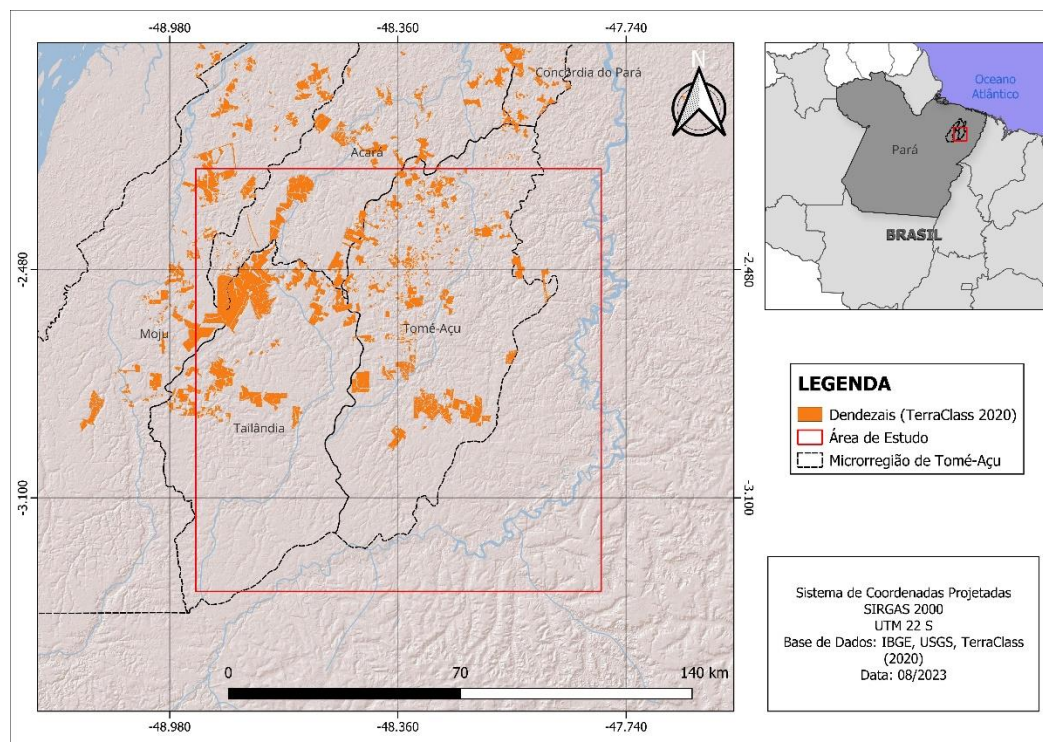 -48.980
-48.360
-47.740
N
Concórdia do Pará
Acará
-2.480
-2.480
Moju
Tomé-Açu
Tailândia
-3.100
-3.100
0
70
140 km
-48.980
-48.360
-47.740
Oceano
Atlântico
Pará
BRASIL
LEGENDA
Dendezais (TerraClass 2020)
Área de Estudo
Microrregião de Tomé-Açu
Sistema de Coordenadas Projetadas
SIRGAS 2000
UTM 22 S
Base de Dados: IBGE, USGS, TerraClass
(2020)
Data: 08/2023